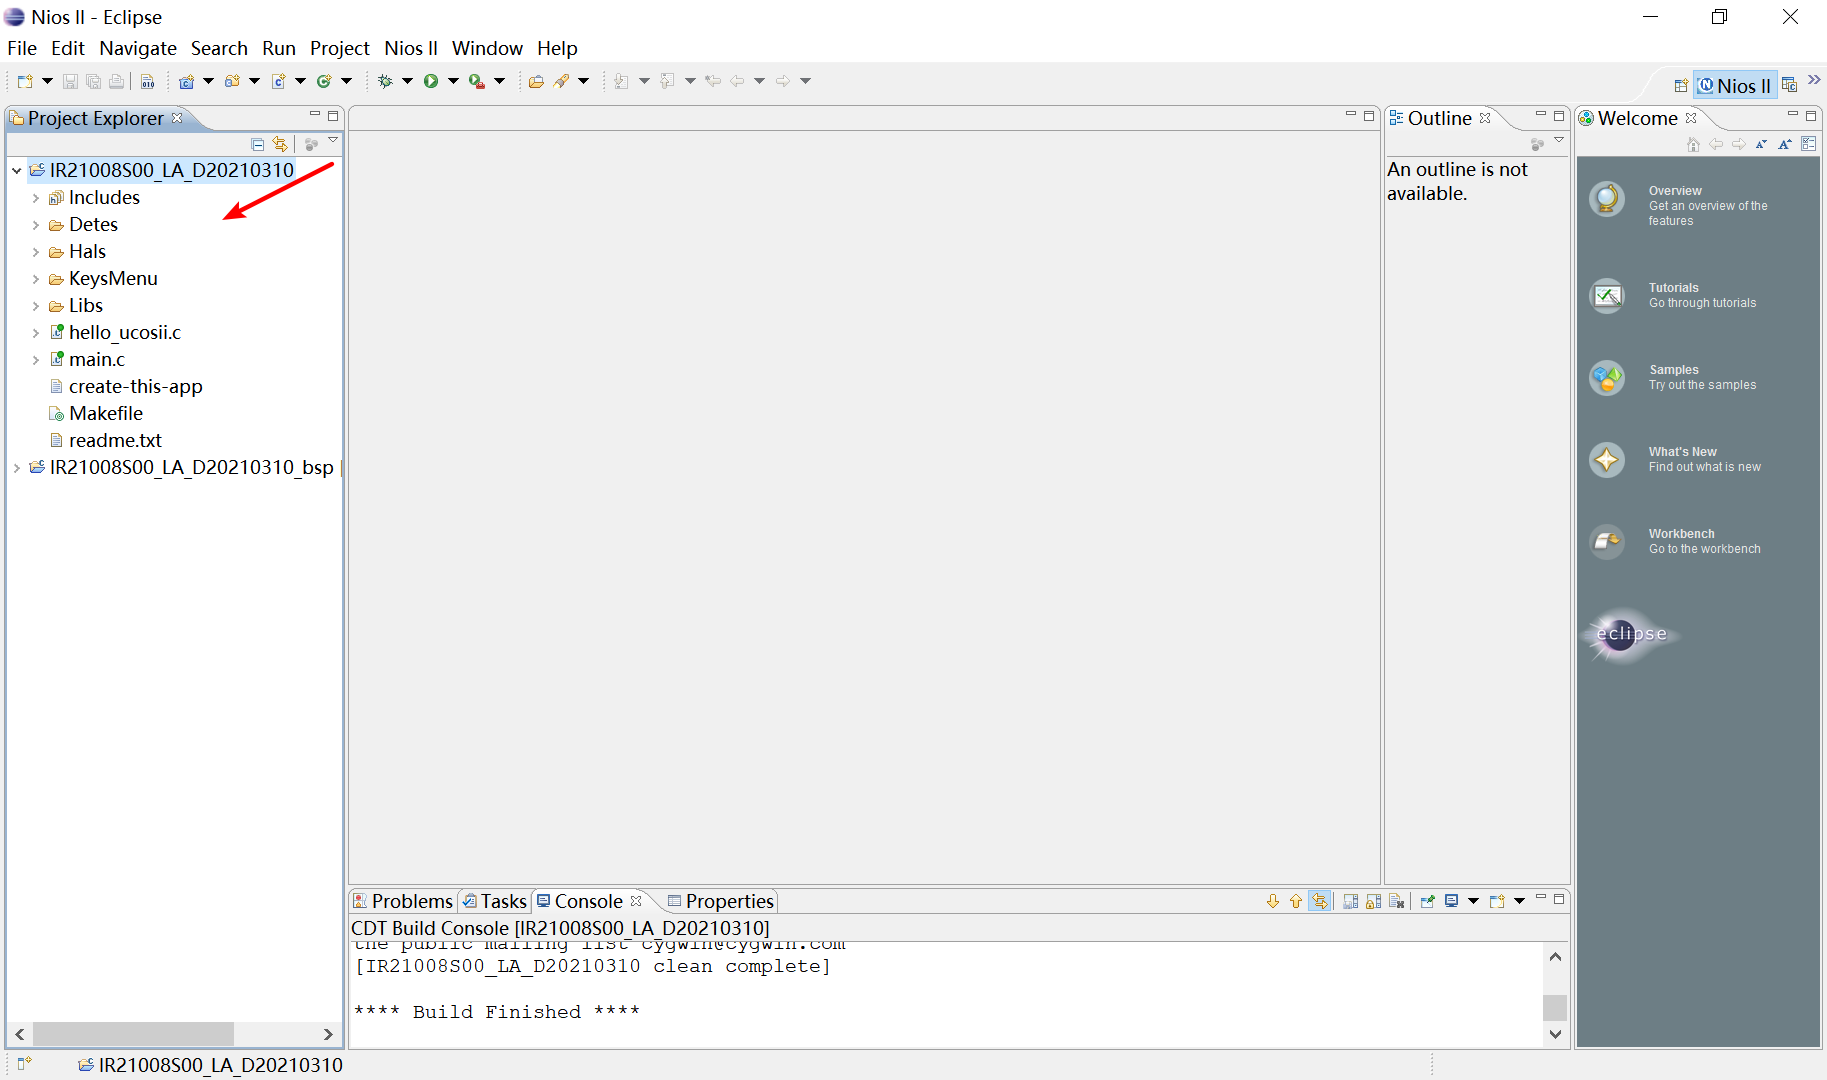 Nios II - Eclipse
File Edit Navigate Search Run Project Nios II Window Help
Nios II
Project Explorer
IR21008S00_LA_D20210310
Includes
Detes
Hals
KeysMenu
Libs
hello_ucosii.c
main.c
create-this-app
Makefile
readme.txt
IR21008S00_LA_D20210310_bsp
Outline
An outline is not
available.
Welcome
Overview
Get an overview of the
features
Tutorials
Go through tutorials
Samples
Try out the samples
What's New
Find out what is new
Workbench
Go to the workbench
eclipse
Problems Tasks Console Properties
CDT Build Console [IR21008S00_LA_D20210310]
the public mailing list cygwin@cygwin.com
[IR21008S00_LA_D20210310 clean complete]
**** Build Finished ****
IR21008S00_LA_D20210310